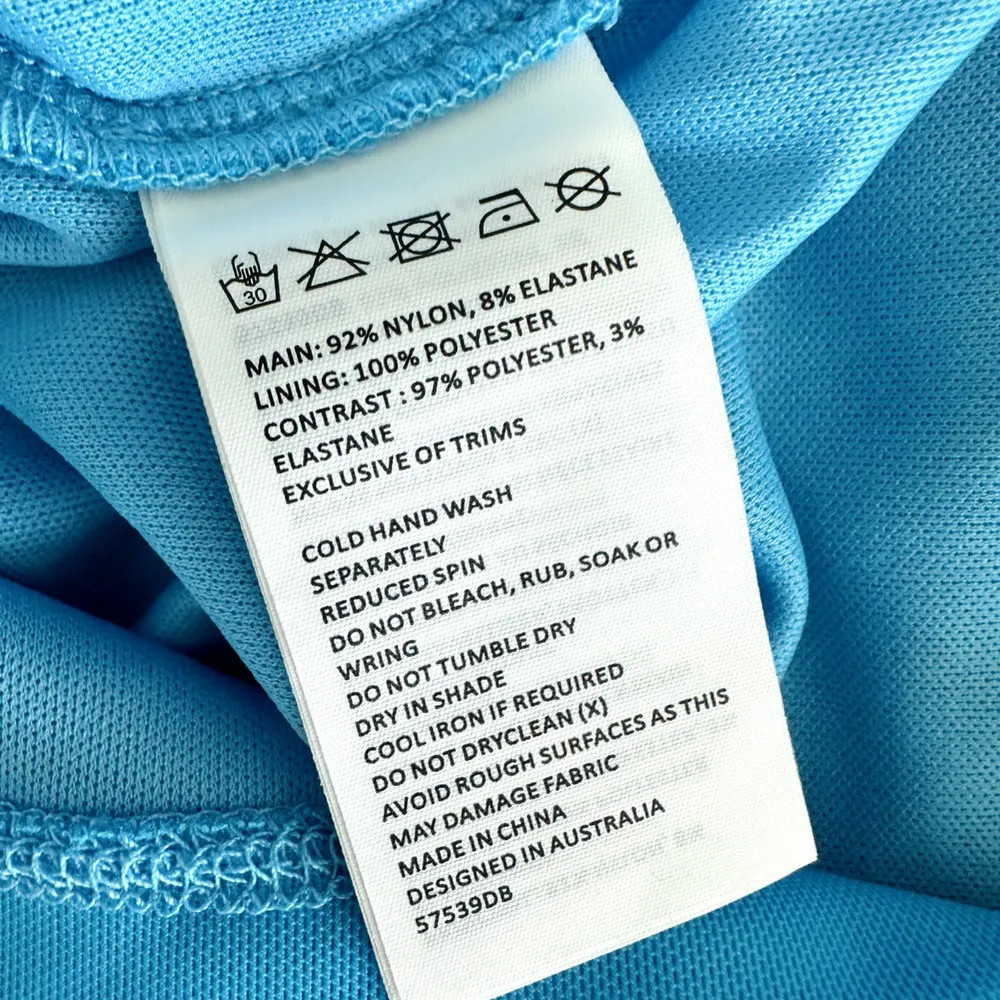 30
MAIN: 92% NYLON, 8% ELASTANE
LINING: 100% POLYESTER
CONTRAST : 97% POLYESTER, 3%
ELASTANE
EXCLUSIVE OF TRIMS
COLD HAND WASH
SEPARATELY
REDUCED SPIN
DO NOT BLEACH, RUB, SOAK OR
WRING
DO NOT TUMBLE DRY
DRY IN SHADE
COOL IRON IF REQUIRED
DO NOT DRYCLEAN (X)
AVOID ROUGH SURFACES AS THIS
MAY DAMAGE FABRIC
MADE IN CHINA
DESIGNED IN AUSTRALIA
57539DB